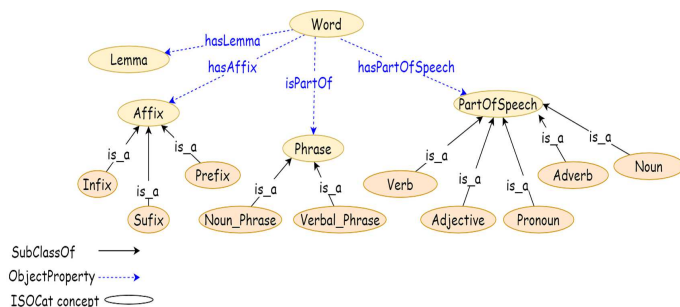 Word
hasLemma
Lemma
hasAffix
hasPartOfSpeech
isPartOf
Affix
PartOfSpeech
Phrase
is_a
is_a
is_a
Infix
Prefix
Sufix
is_a
is_a
Noun_Phrase
Verbal_Phrase
is_a
is_a
is_a
is_a
is_a
Verb
Adverb
Noun
Adjective
Pronoun
SubClassOf
ObjectProperty
ISOCat concept